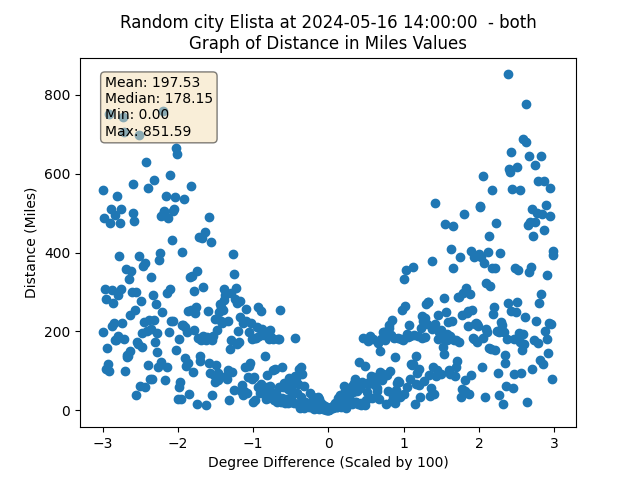 Random city Elista at 2024-05-16 14:00:00  - both
Graph of Distance in Miles Values
Mean: 197.53
Median: 178.15
Min: 0.00
Max: 851.59
800
600
400
200
0
Distance (Miles)
−3
−2
−1
0
1
2
3
Degree Difference (Scaled by 100)